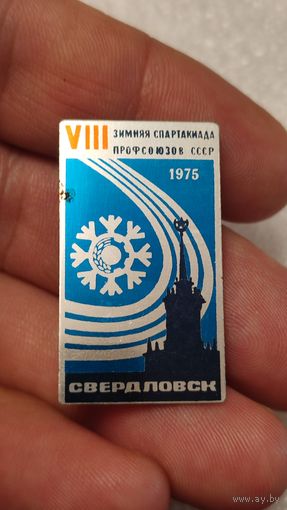 VIII ЗИМНЯЯ СПАРТАКИАДА
ПРОФСОЮЗОВ СССР
1975
СВЕРДЛОВСК
www.ay.by